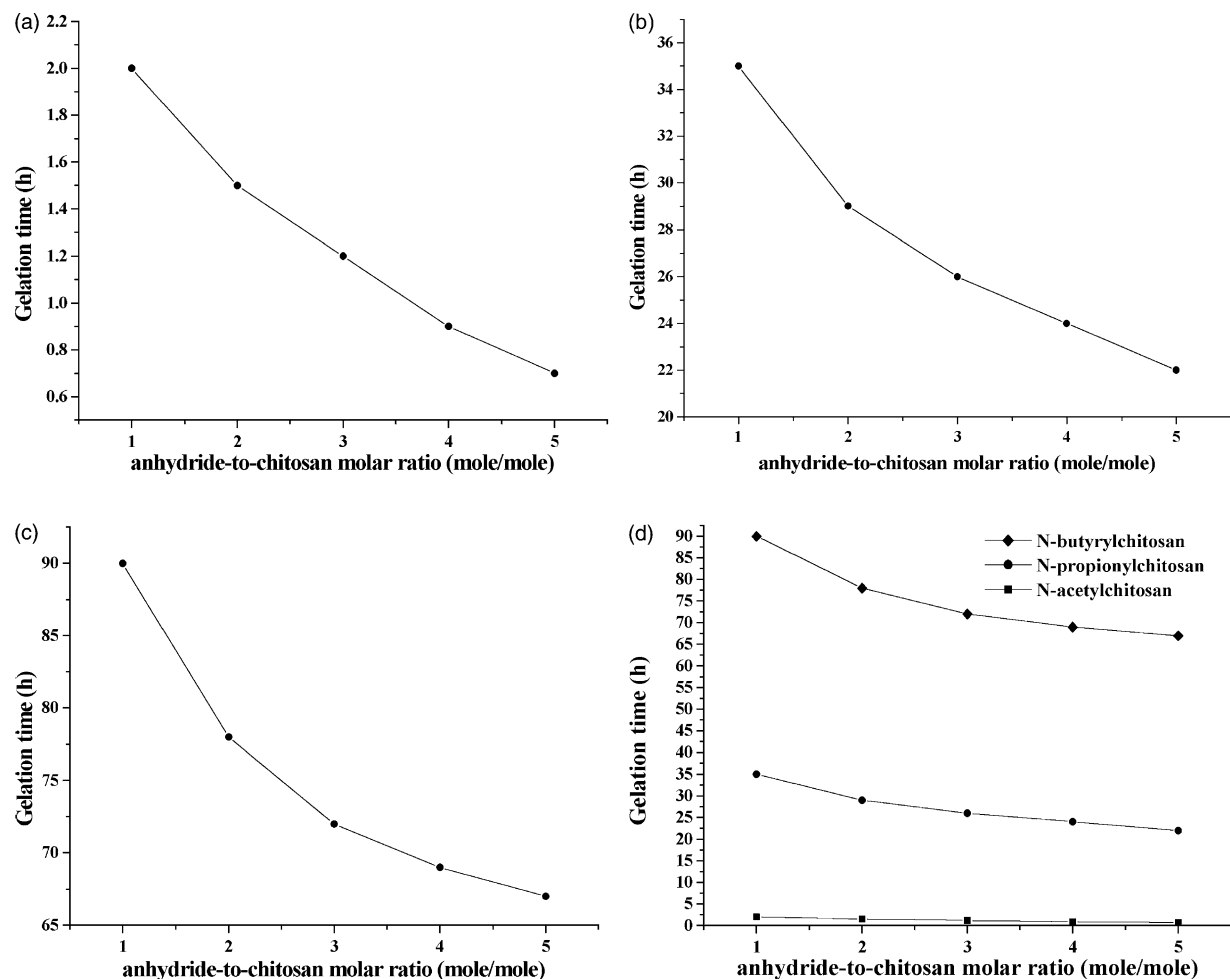 (a)
2.2
2.0
1.8
1.6
1.4
1.2
1.0
0.8
0.6
Gelation time (h)
1 2 3 4 5
anhydride-to-chitosan molar ratio (mole/mole)
(b)
36
34
32
30
28
26
24
22
20
Gelation time (h)
1 2 3 4 5
anhydride-to-chitosan molar ratio (mole/mole)
(c)
90
85
80
75
70
65
Gelation time (h)
1 2 3 4 5
anhydride-to-chitosan molar ratio (mole/mole)
(d)
90
85
80
75
70
65
60
55
50
45
40
35
30
25
20
15
10
5
0
Gelation time (h)
N-butyrylchitosan
N-propionylchitosan
N-acetylchitosan
1 2 3 4 5
anhydride-to-chitosan molar ratio (mole/mole)